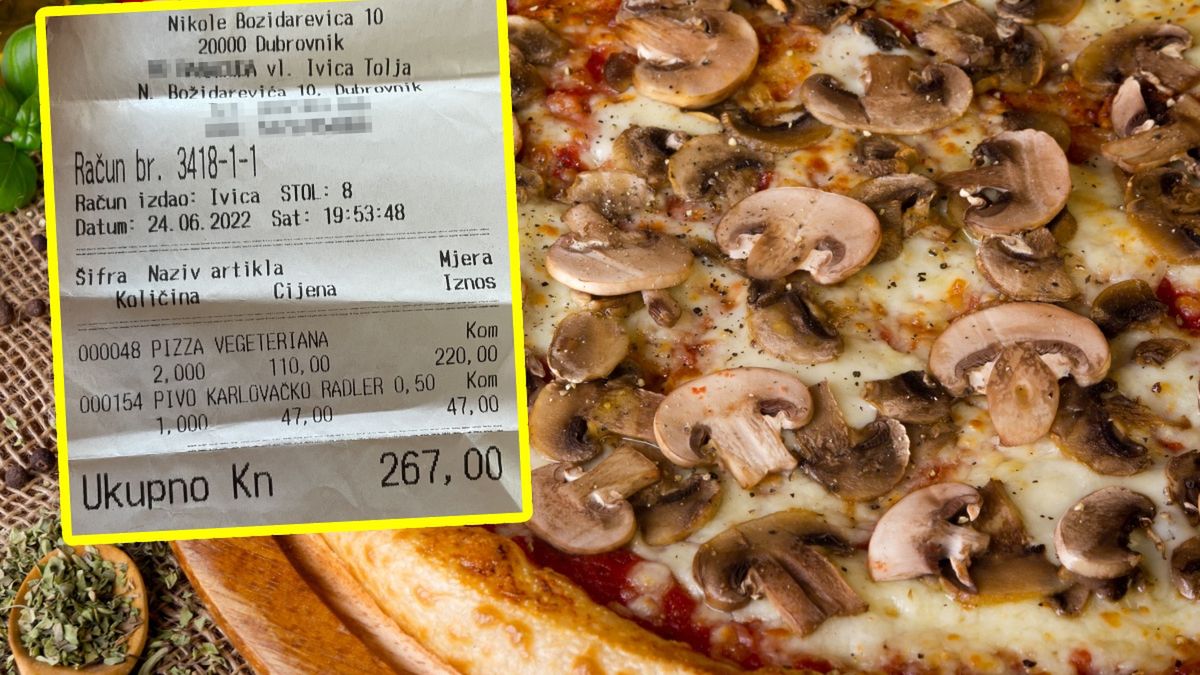 Nikole Bozidarevica 10
20000 Dubrovnik
vl. Ivica Tolja
N. Božidarevića 10, Dubrovnik
Račun br. 3418-1-1
Račun izdao: Ivica STOL: 8
Datum: 24.06.2022 Sat: 19:53:48
Šifra Naziv artikla Mjera
Količina Cijena Iznos
000048 PIZZA VEGETERIANA Kom
2,000 110,00 220,00
000154 PIVO KARLOVAČKO RADLER 0,50 Kom
1,000 47,00 47,00
Ukupno Kn 267,00